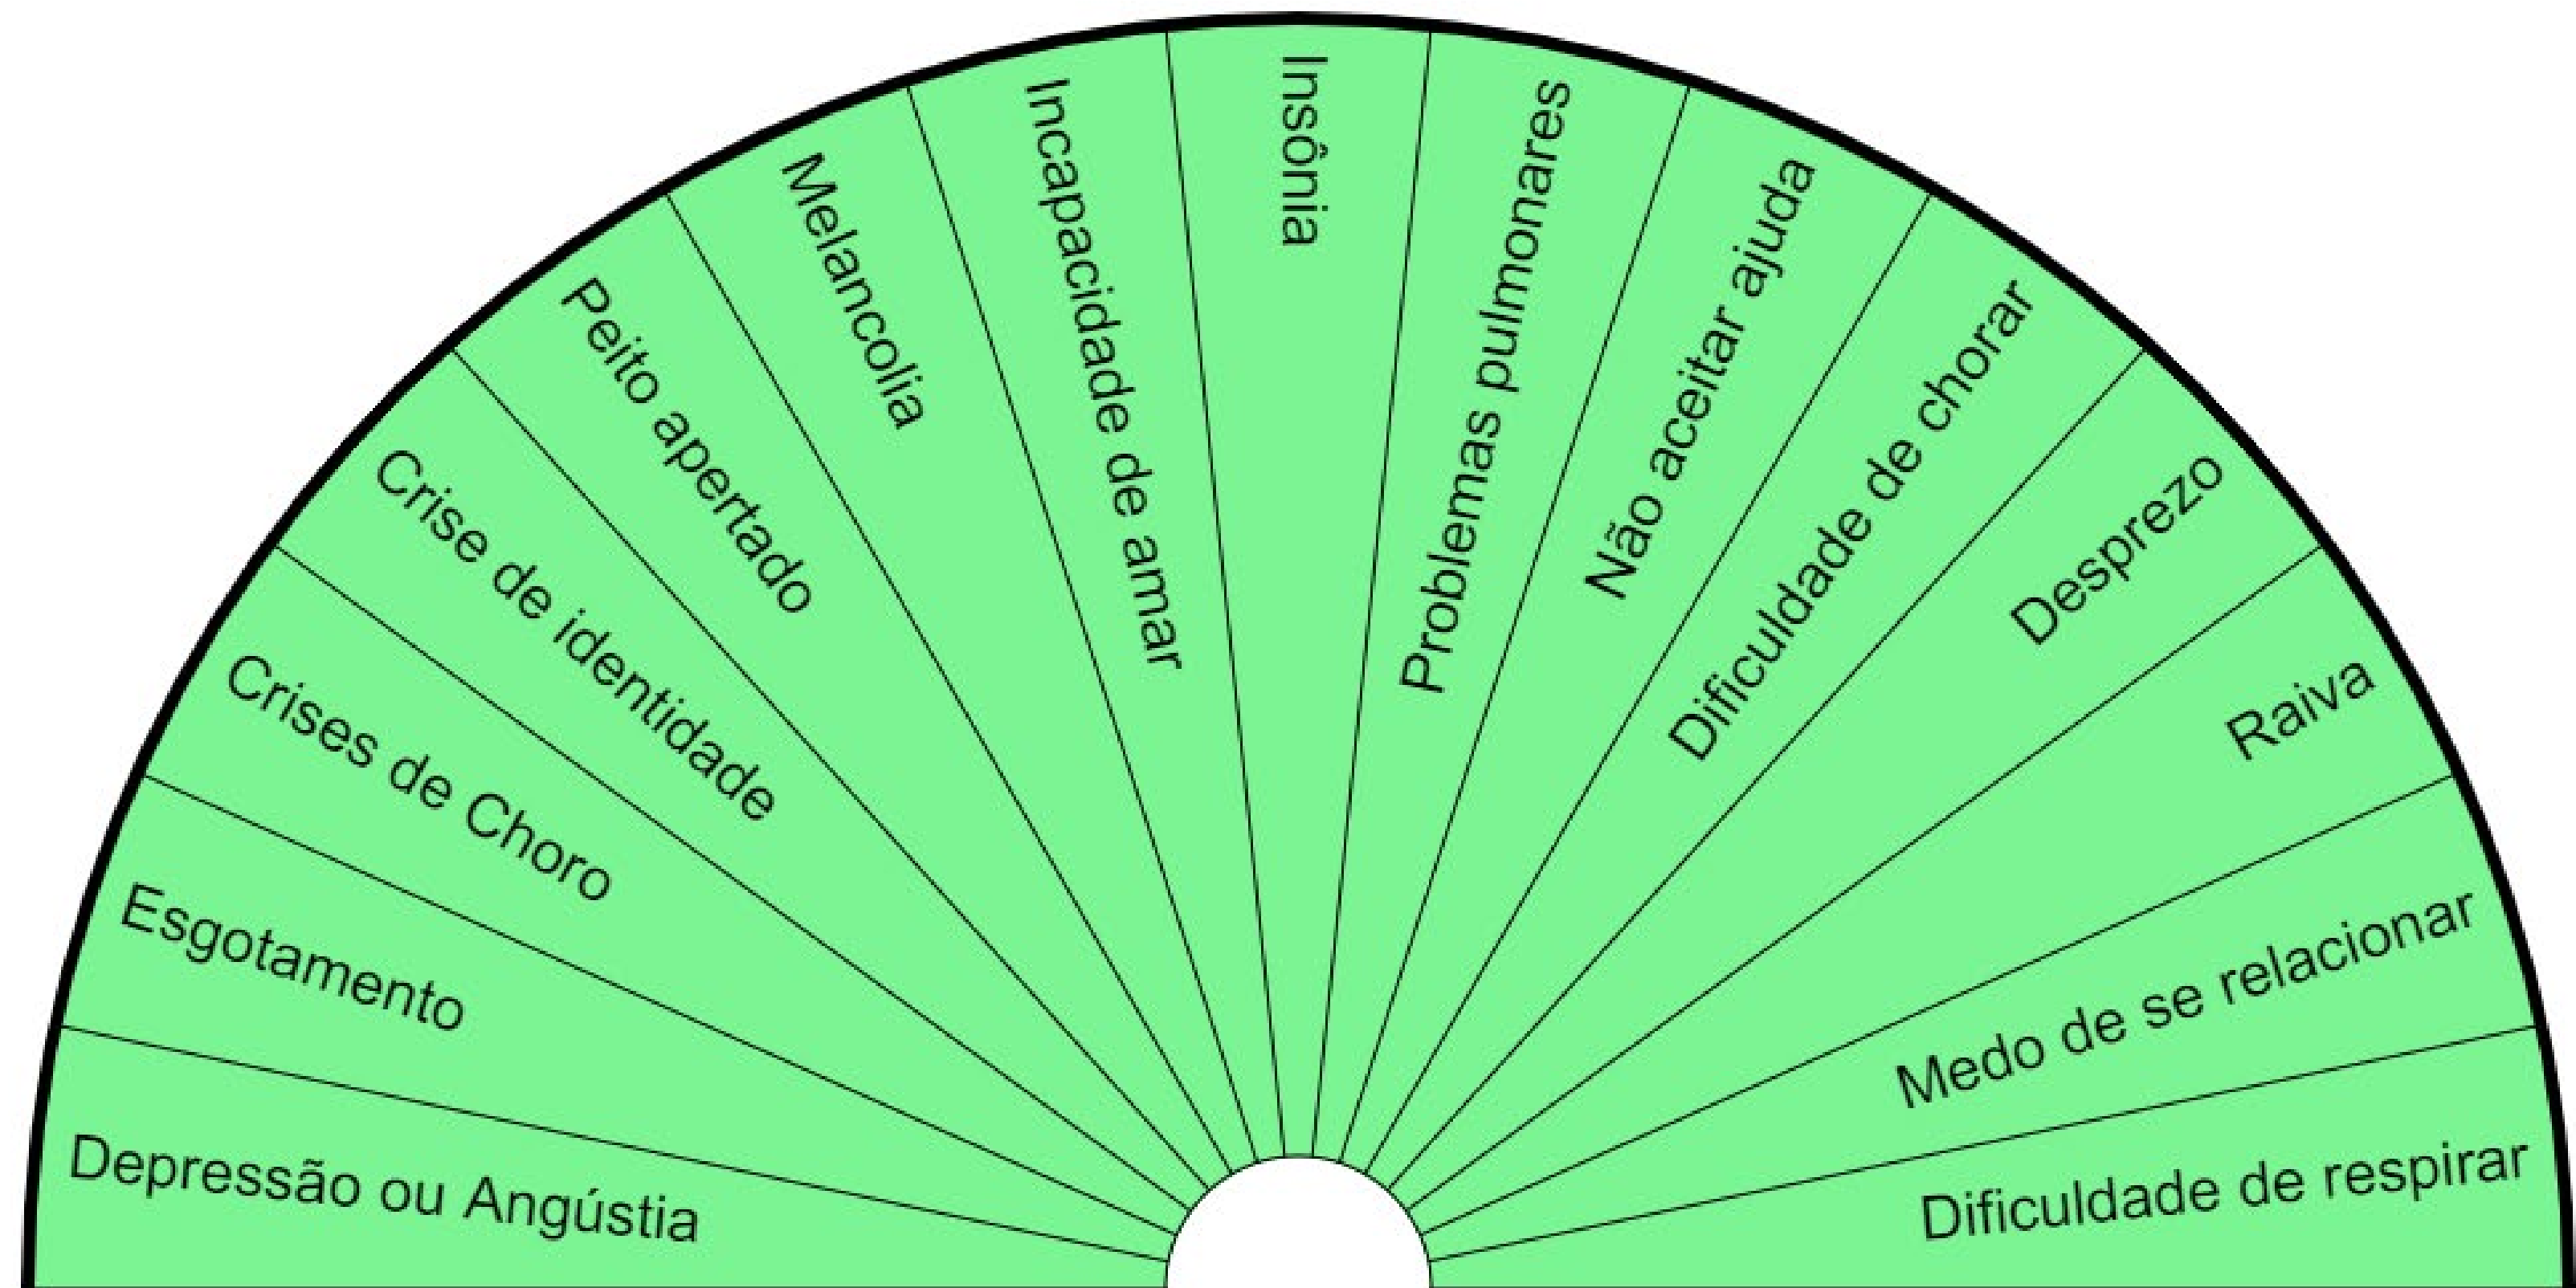 Depressão ou Angústia
Esgotamento
Crises de Choro
Crise de identidade
Peito apertado
Melancolia
Incapacidade de amar
Insônia
Problemas pulmonares
Não aceitar ajuda
Dificuldade de chorar
Desprezo
Raiva
Medo de se relacionar
Dificuldade de respirar